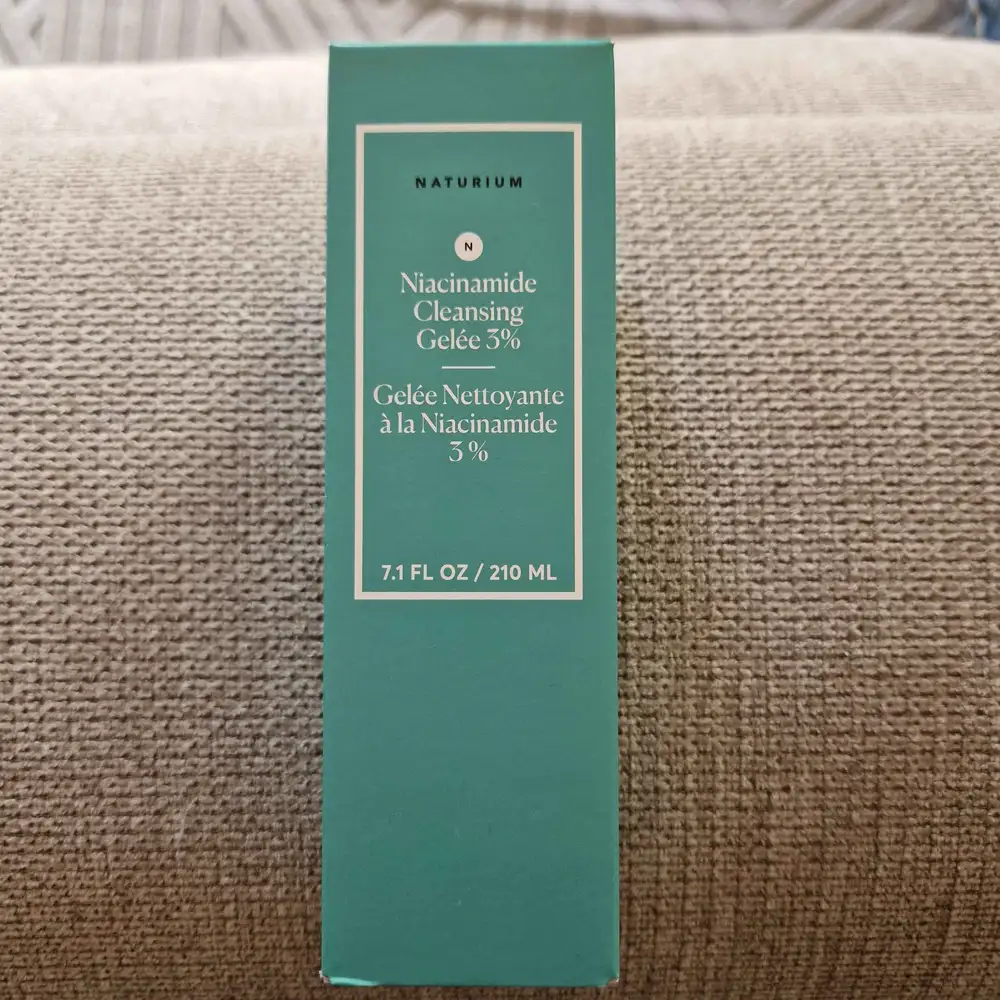 NATURIUM
N
Niacinamide
Cleansing
Gelée 3%
Gelée Nettoyante
à la Niacinamide
3 %
7.1 FL OZ / 210 ML